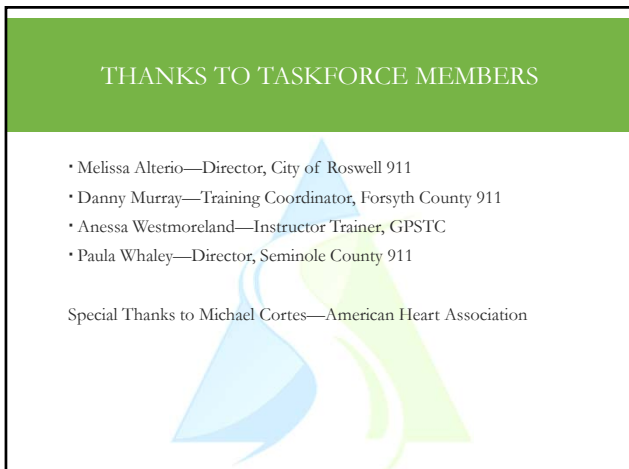 THANKS TO TASKFORCE MEMBERS
· Melissa Alterio—Director, City of Roswell 911
· Danny Murray—Training Coordinator, Forsyth County 911
· Anessa Westmoreland—Instructor Trainer, GPSTC
· Paula Whaley—Director, Seminole County 911
Special Thanks to Michael Cortes—American Heart Association